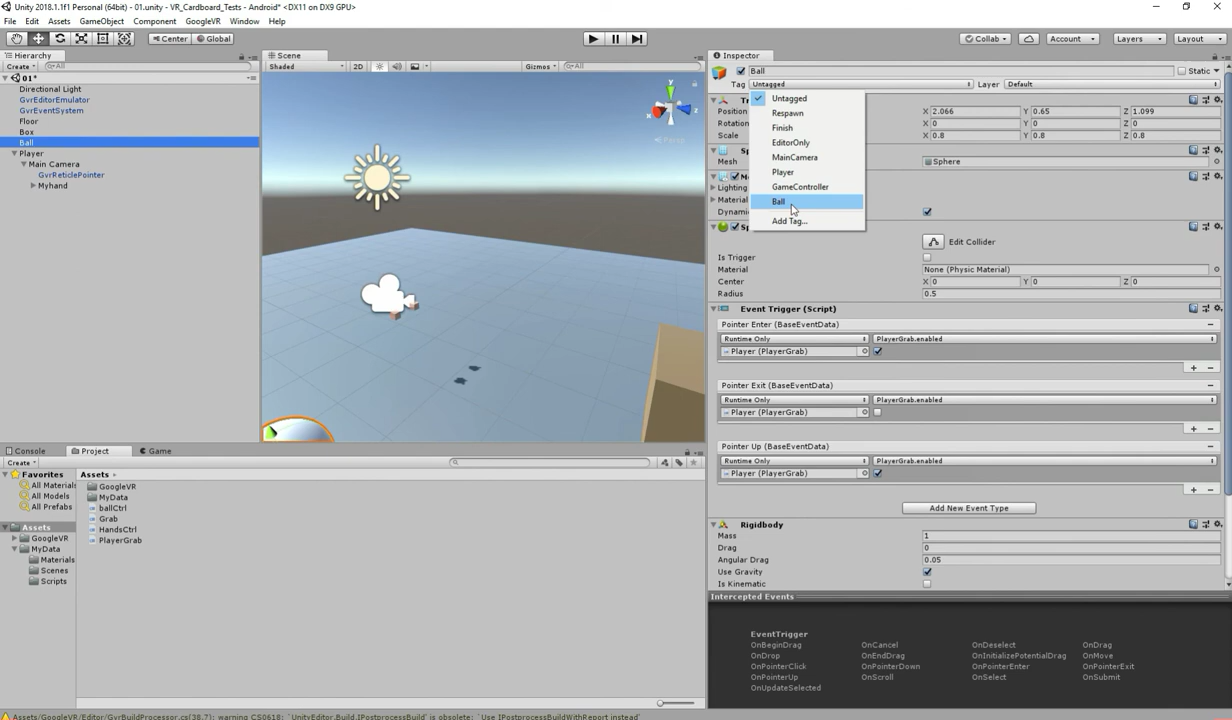 Unity 2018.1.1f1 Personal (64bit) - 01.unity - VR_Cardboard_Tests - Android* <DX11 on DX9 GPU>
File Edit Assets GameObject Component GoogleVR Window Help
Center Global Collab Account Layers Layout
Hierarchy
Create All
01*
Directional Light
GvrEditorEmulator
GvrEventSystem
Floor
Box
Ball
Player
Main Camera
GvrReticlePointer
Myhand
Scene
Shaded 2D Gizmos All
y
x
z
Persp
Inspector
Ball Static
Tag Untagged Layer Default
Untagged
Respawn
Finish
EditorOnly
MainCamera
Player
GameController
Ball
Add Tag...
Tr
Position X 2.066 Y 0.65 Z 1.099
Rotation X 0 Y 0 Z 0
Scale X 0.8 Y 0.8 Z 0.8
Sp
Mesh Sphere
M
Lighting
Material
Dynami
Sp
Edit Collider
Is Trigger
Material None (Physic Material)
Center X 0 Y 0 Z 0
Radius 0.5
Event Trigger (Script)
Pointer Enter (BaseEventData)
Runtime Only PlayerGrab.enabled
Player (PlayerGrab)
Pointer Exit (BaseEventData)
Runtime Only PlayerGrab.enabled
Player (PlayerGrab)
Pointer Up (BaseEventData)
Runtime Only PlayerGrab.enabled
Player (PlayerGrab)
Add New Event Type
Rigidbody
Mass 1
Drag 0
Angular Drag 0.05
Use Gravity
Is Kinematic
Intercepted Events
EventTrigger
OnBeginDrag OnCancel OnDeselect OnDrag
OnDrop OnEndDrag OnInitializePotentialDrag OnMove
OnPointerClick OnPointerDown OnPointerEnter OnPointerExit
OnPointerUp OnScroll OnSelect OnSubmit
OnUpdateSelected
Console Project Game
Create
Favorites
All Materials
All Models
All Prefabs
Assets
GoogleVR
MyData
Materials
Scenes
Scripts
Assets
GoogleVR
MyData
ballCtrl
Grab
HandsCtrl
PlayerGrab
Assets/GoogleVR/Editor/GvrBuildProcessor.cs(38,7): warning CS0618: `UnityEditor.Build.IPostprocessBuild' is obsolete: `Use IPostprocessBuildWithReport instead'